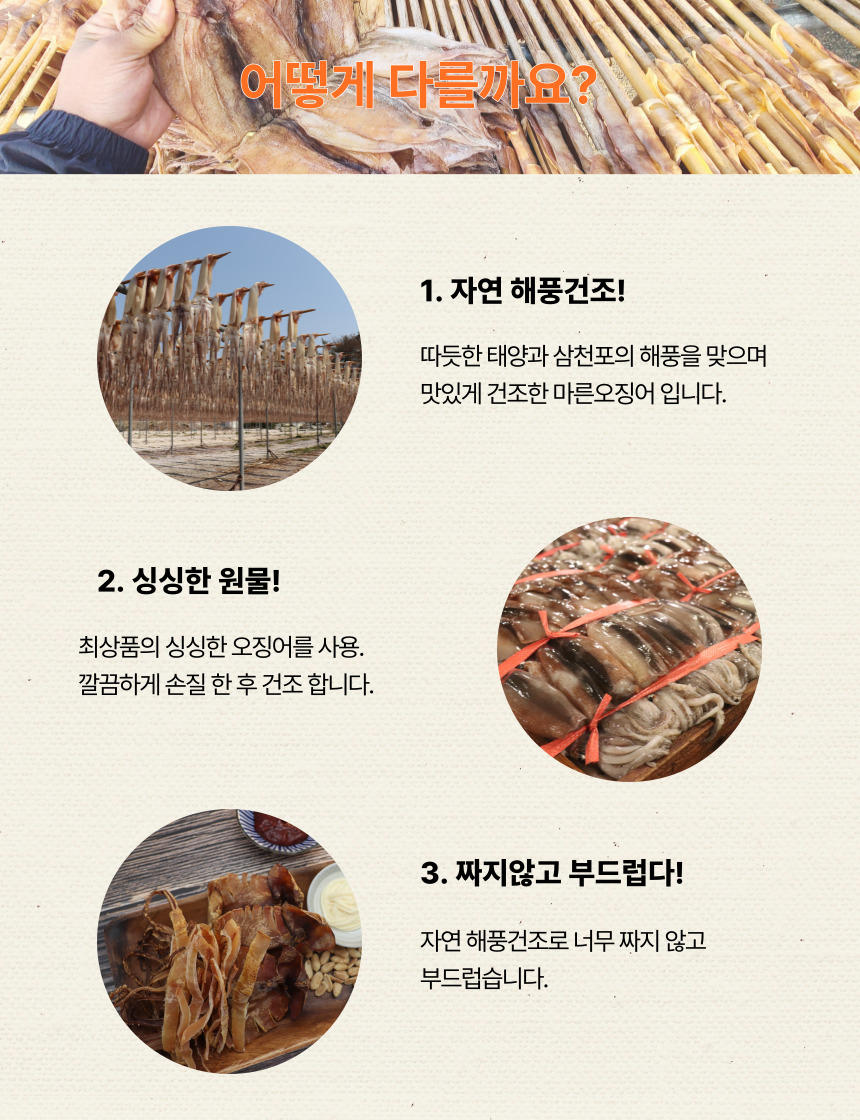 어떻게 다를까요?
1. 자연 해풍건조!
따듯한 태양과 삼천포의 해풍을 맞으며
맛있게 건조한 마른오징어 입니다.
2. 싱싱한 원물!
최상품의 싱싱한 오징어를 사용.
깔끔하게 손질 한 후 건조 합니다.
3. 짜지않고 부드럽다!
자연 해풍건조로 너무 짜지 않고
부드럽습니다.